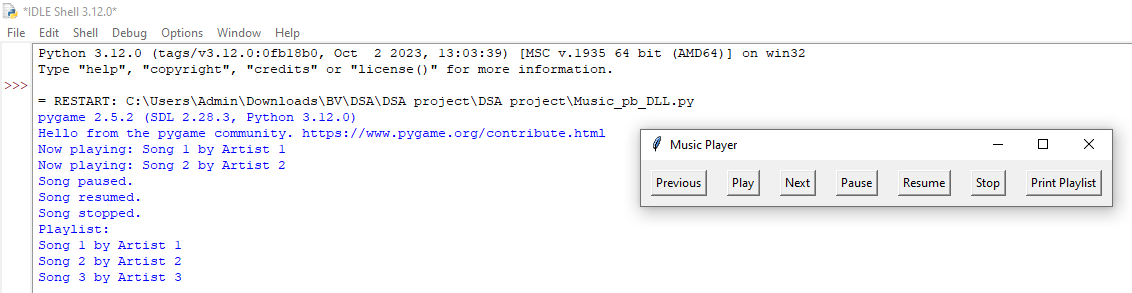 *IDLE Shell 3.12.0*
File Edit Shell Debug Options Window Help
Python 3.12.0 (tags/v3.12.0:0fb18b0, Oct  2 2023, 13:03:39) [MSC v.1935 64 bit (AMD64)] on win32
Type "help", "copyright", "credits" or "license()" for more information.
>>>
= RESTART: C:\Users\Admin\Downloads\BV\DSA\DSA project\DSA project\Music_pb_DLL.py
pygame 2.5.2 (SDL 2.28.3, Python 3.12.0)
Hello from the pygame community. https://www.pygame.org/contribute.html
Now playing: Song 1 by Artist 1
Now playing: Song 2 by Artist 2
Song paused.
Song resumed.
Song stopped.
Playlist:
Song 1 by Artist 1
Song 2 by Artist 2
Song 3 by Artist 3
Music Player
Previous Play Next Pause Resume Stop Print Playlist